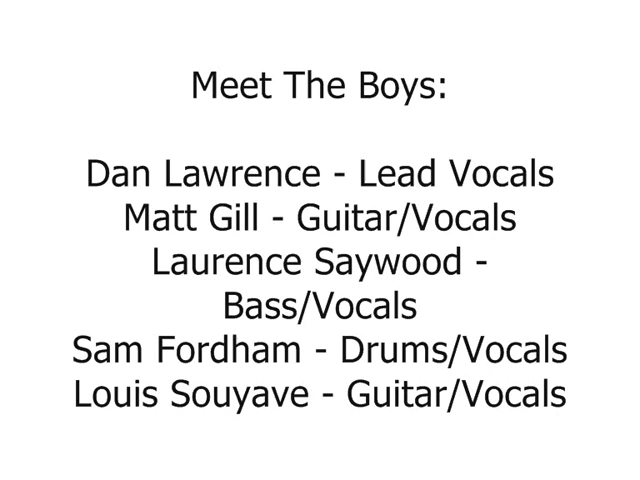 Meet The Boys:
Dan Lawrence - Lead Vocals
Matt Gill - Guitar/Vocals
Laurence Saywood -
Bass/Vocals
Sam Fordham - Drums/Vocals
Louis Souyave - Guitar/Vocals